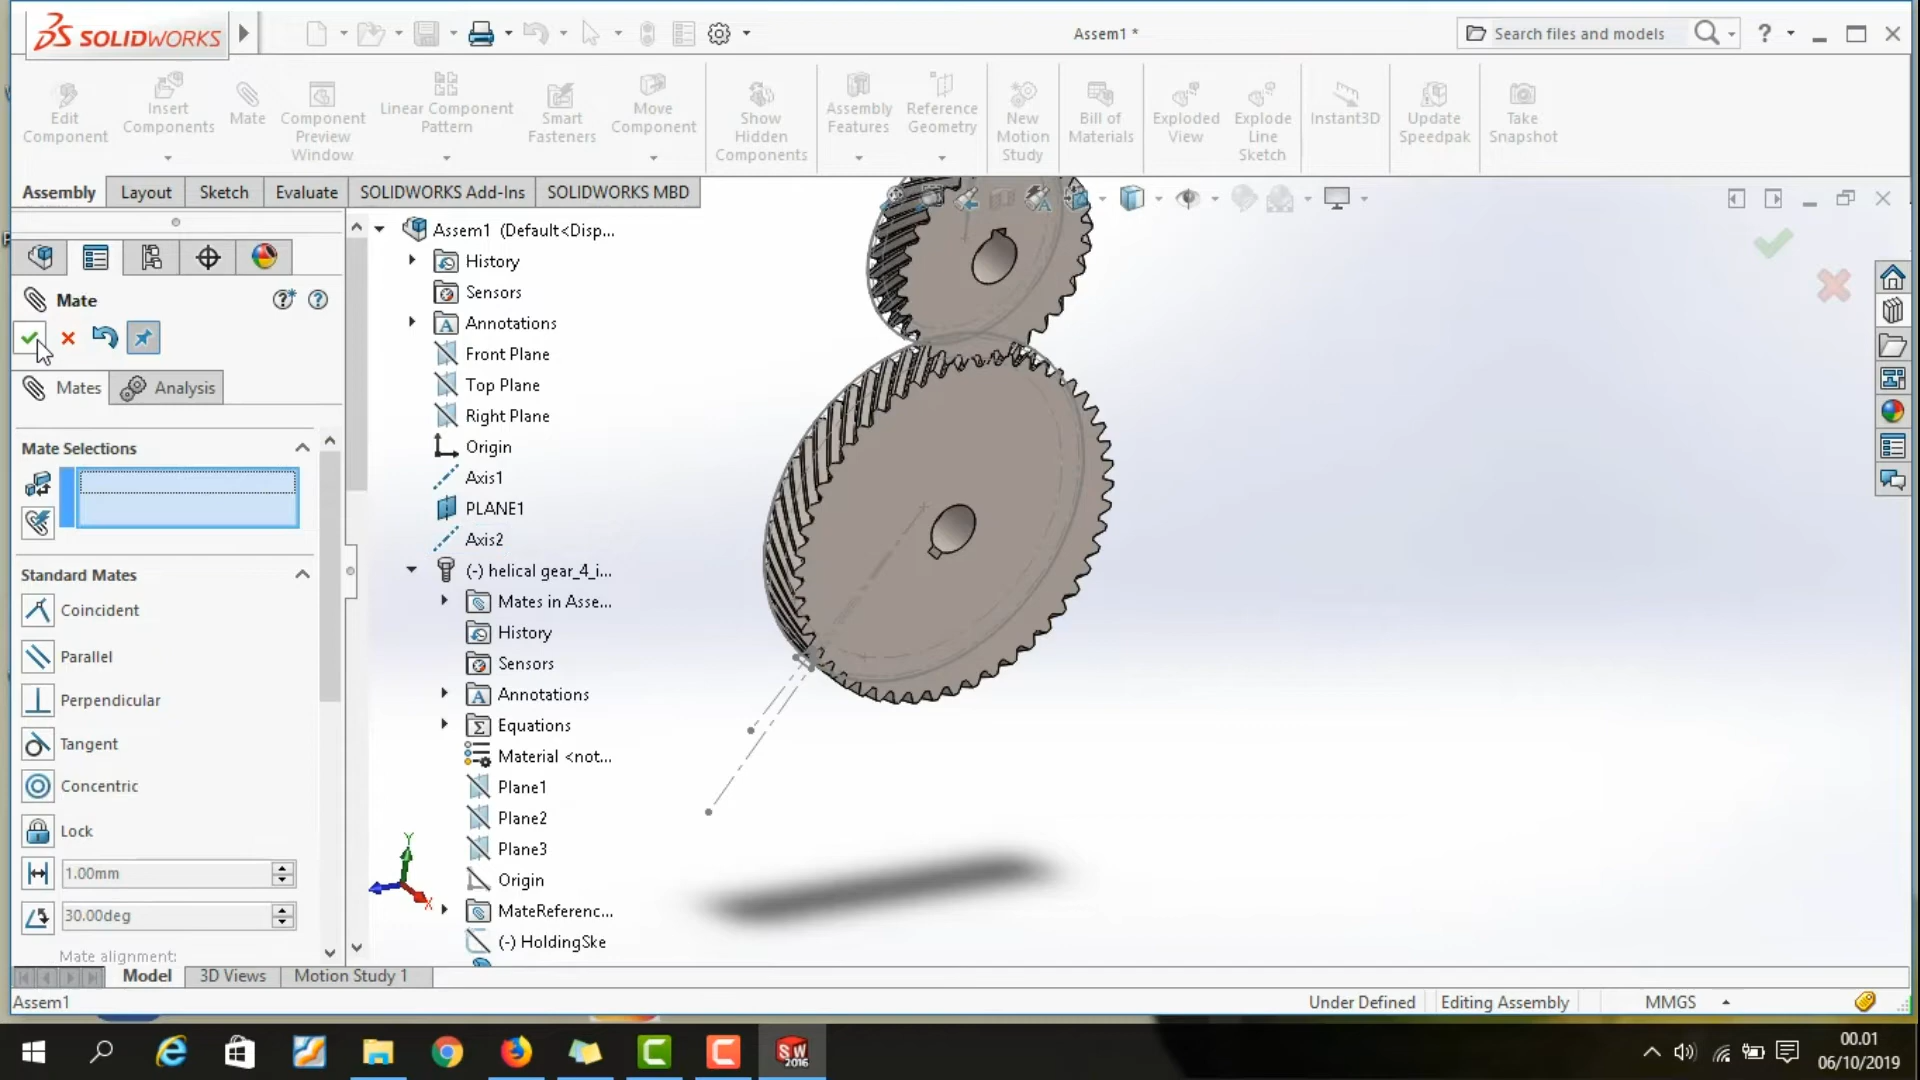 SOLIDWORKS
Assem1 *
Search files and models
?
Edit
Component
Insert
Components
Mate
Component
Preview
Window
Linear Component
Pattern
Smart
Fasteners
Move
Component
Show
Hidden
Components
Assembly
Features
Reference
Geometry
New
Motion
Study
Bill of
Materials
Exploded
View
Explode
Line
Sketch
Instant3D
Update
Speedpak
Take
Snapshot
Assembly
Layout
Sketch
Evaluate
SOLIDWORKS Add-Ins
SOLIDWORKS MBD
Mate
Mates
Analysis
Mate Selections
Standard Mates
Coincident
Parallel
Perpendicular
Tangent
Concentric
Lock
1.00mm
30.00deg
Mate alignment:
Assem1 (Default<Disp...
History
Sensors
Annotations
Front Plane
Top Plane
Right Plane
Origin
Axis1
PLANE1
Axis2
(-) helical gear_4_i...
Mates in Asse...
History
Sensors
Annotations
Equations
Material <not...
Plane1
Plane2
Plane3
Origin
MateReferenc...
(-) HoldingSke
Y
X
Model
3D Views
Motion Study 1
Assem1
Under Defined
Editing Assembly
MMGS
SW
2016
00.01
06/10/2019